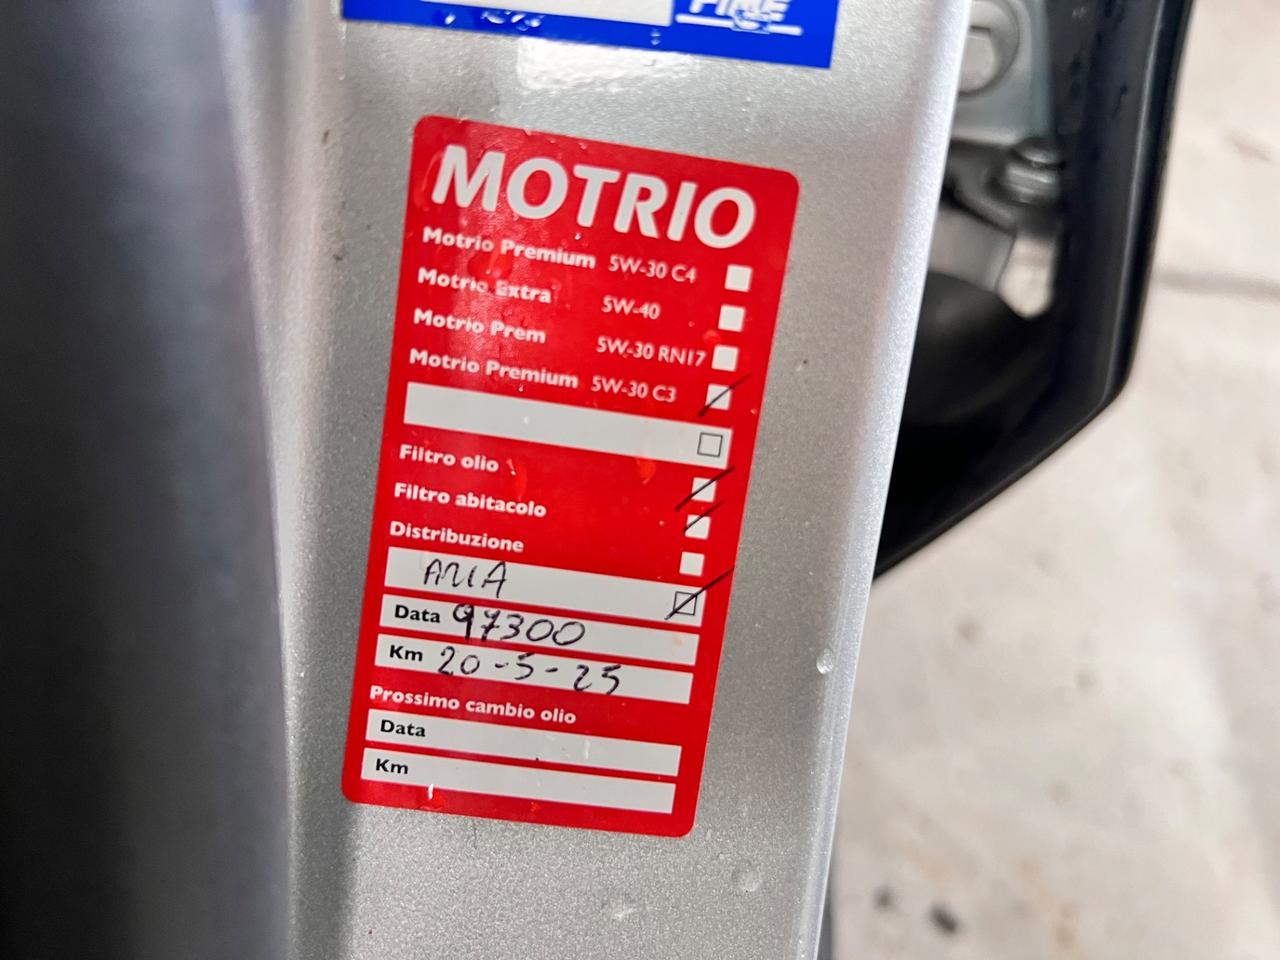 FIRE
MOTRIO
Motrio Premium 5W-30 C4
Motrio Extra 5W-40
Motrio Prem 5W-30 RN17
Motrio Premium 5W-30 C3
Filtro olio
Filtro abitacolo
Distribuzione
ARIA
Data 97300
Km 20-5-25
Prossimo cambio olio
Data
Km